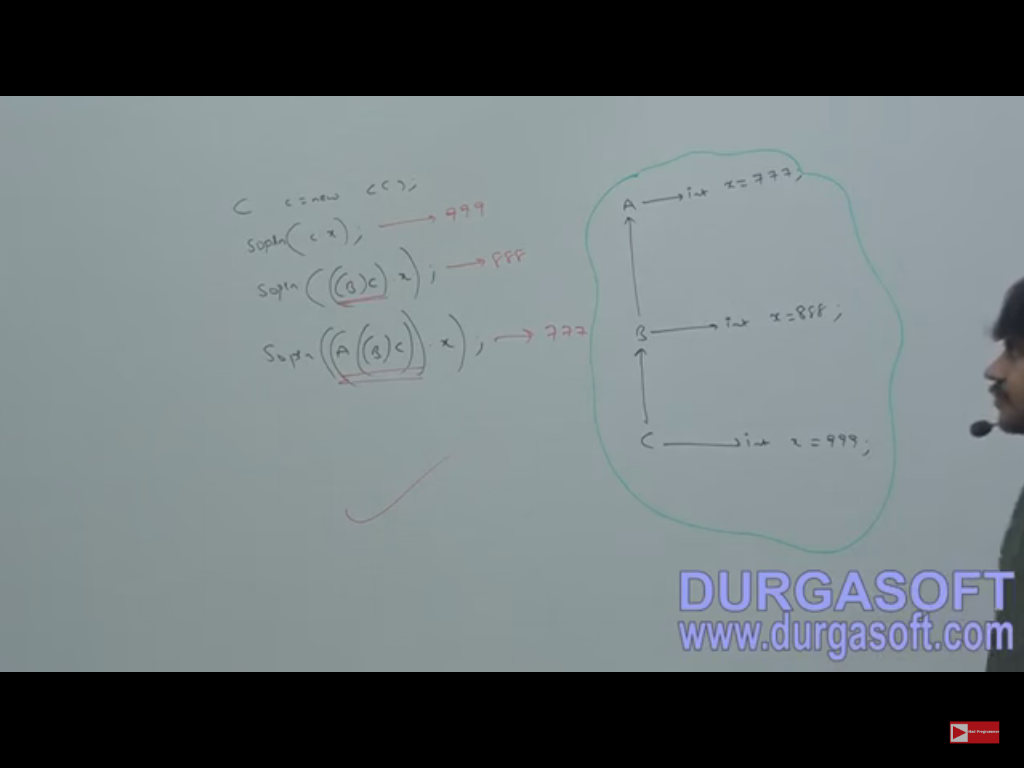 C c = new C();
Sopln(c.x); → 999
Sopln(((B)C).x); → 888
Sopln(((A((B)C)).x); → 777
A → int x = 777;
B → int x = 888;
C → int x = 999;
DURGASOFT
www.durgasoft.com